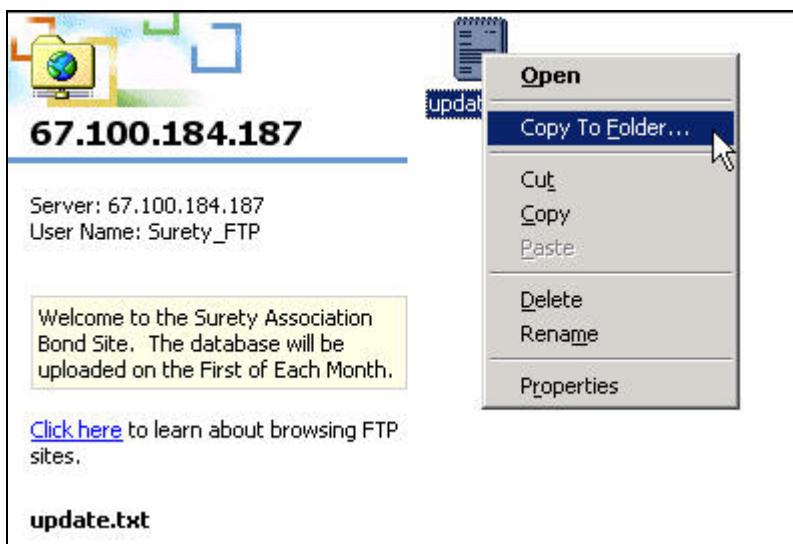 67.100.184.187
Server: 67.100.184.187
User Name: Surety_FTP
Welcome to the Surety Association
Bond Site. The database will be
uploaded on the First of Each Month.
Click here to learn about browsing FTP
sites.
update.txt
updat
Open
Copy To Folder...
Cut
Copy
Paste
Delete
Rename
Properties